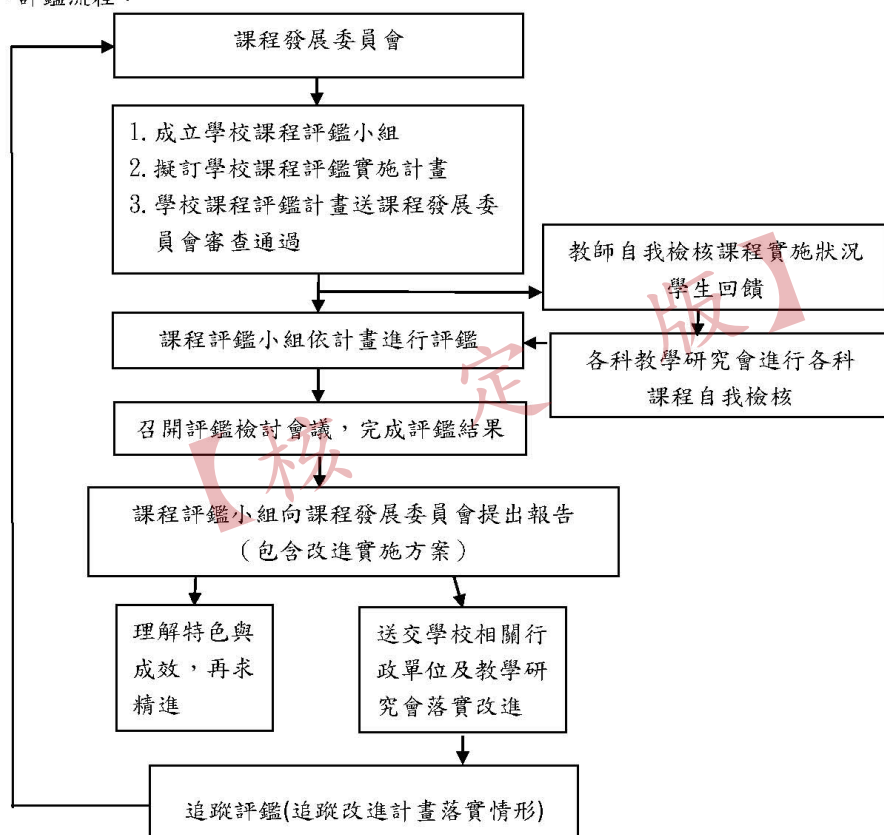 評鑑流程：
課程發展委員會
1. 成立學校課程評鑑小組
2. 擬訂學校課程評鑑實施計畫
3. 學校課程評鑑計畫送課程發展委
員會審查通過
教師自我檢核課程實施狀況
學生回饋
課程評鑑小組依計畫進行評鑑
各科教學研究會進行各科
課程自我檢核
召開評鑑檢討會議，完成評鑑結果
課程評鑑小組向課程發展委員會提出報告
（包含改進實施方案）
理解特色與
成效，再求
精進
送交學校相關行
政單位及教學研
究會落實改進
追蹤評鑑(追蹤改進計畫落實情形)
【核定版】